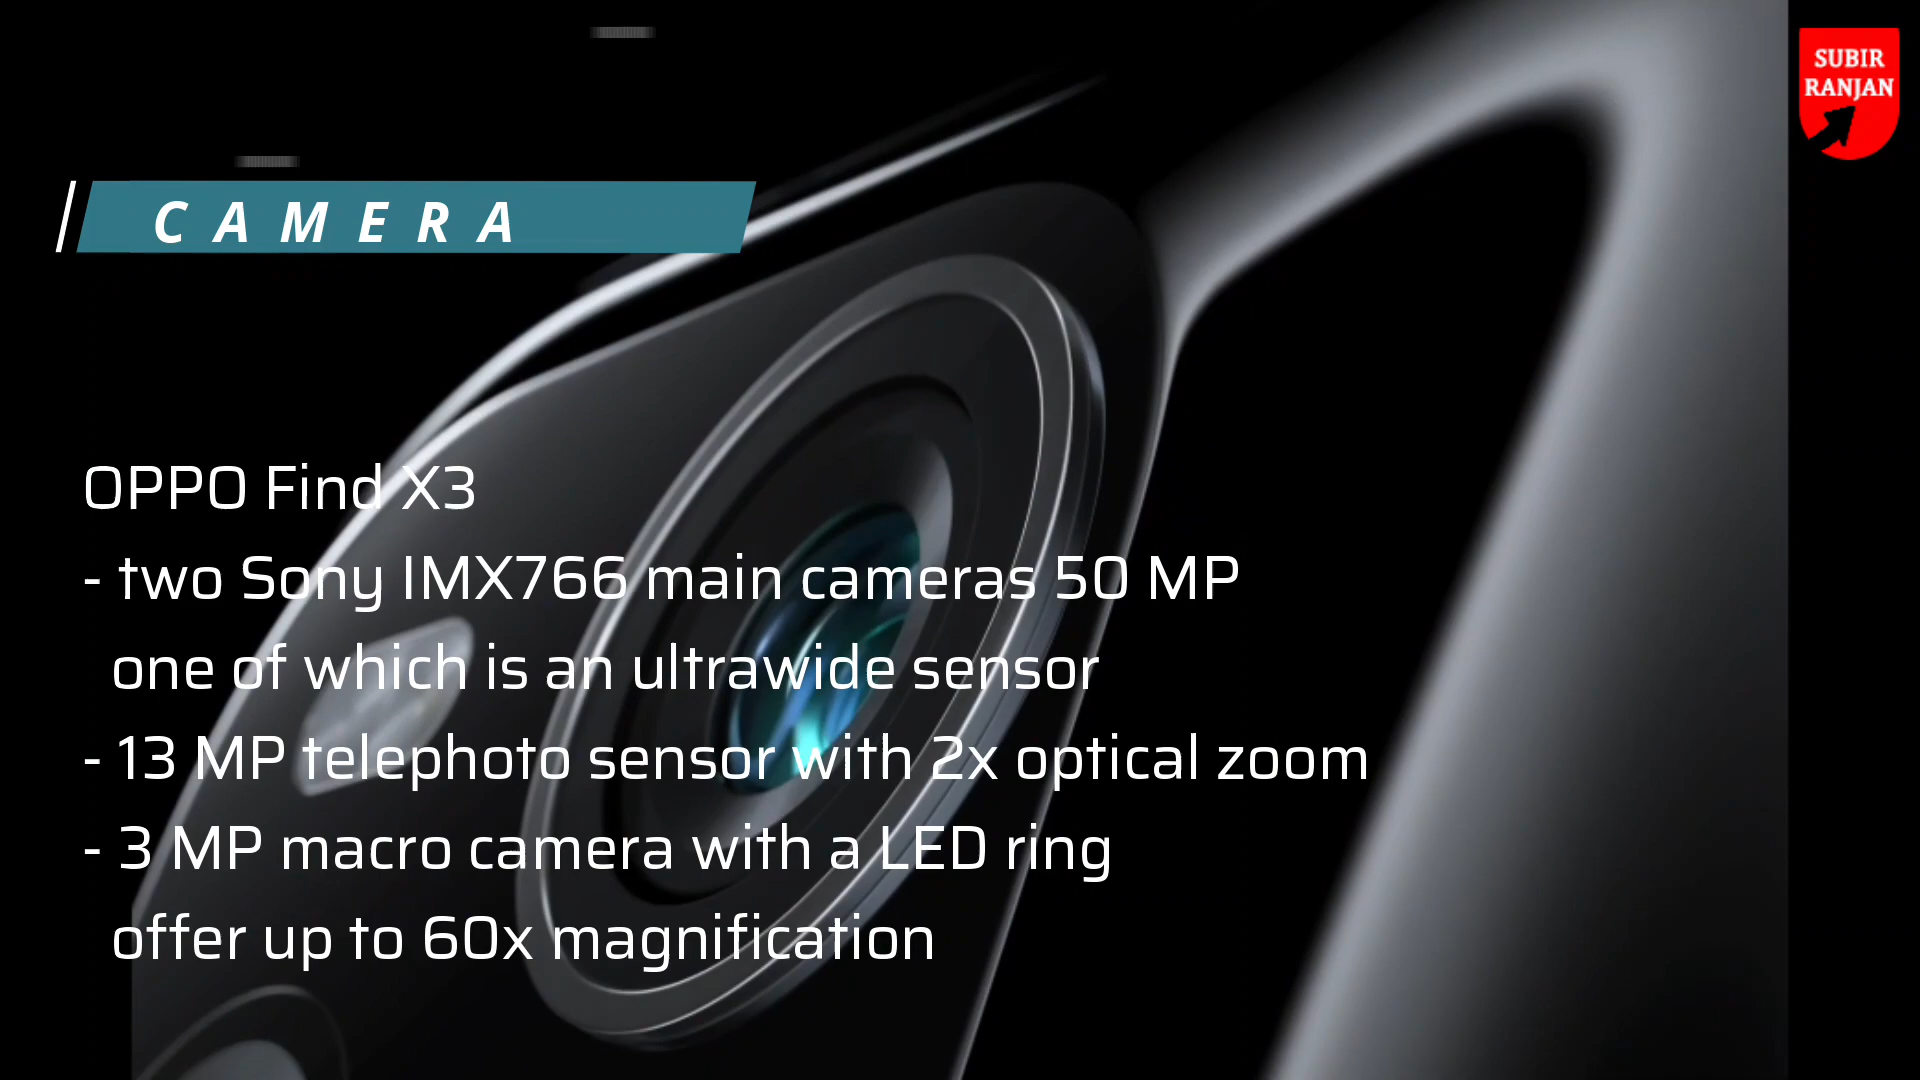 SUBIR
RANJAN
CAMERA
OPPO Find X3
- two Sony IMX766 main cameras 50 MP
one of which is an ultrawide sensor
- 13 MP telephoto sensor with 2x optical zoom
- 3 MP macro camera with a LED ring
offer up to 60x magnification